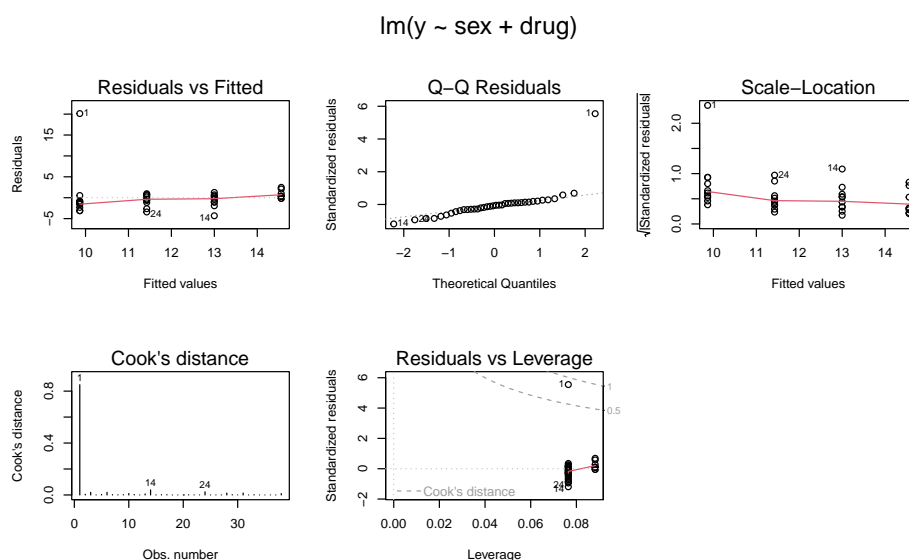 lm(y ~ sex + drug)
Residuals vs Fitted
Residuals
15
5
−5
10 11 12 13 14
Fitted values
1
24
14
Q−Q Residuals
Standardized residuals
6
4
2
0
−2 −1 0 1 2
Theoretical Quantiles
1
14
Scale−Location
√|Standardized residuals|
2.0
1.0
0.0
10 11 12 13 14
Fitted values
1
24
14
Cook's distance
Cook's distance
0.8
0.4
0.0
0 10 20 30
Obs. number
1
14
24
Residuals vs Leverage
Standardized residuals
6
4
2
0
−2
0.00 0.02 0.04 0.06 0.08
Leverage
Cook's distance
1
0.5
1
24
14